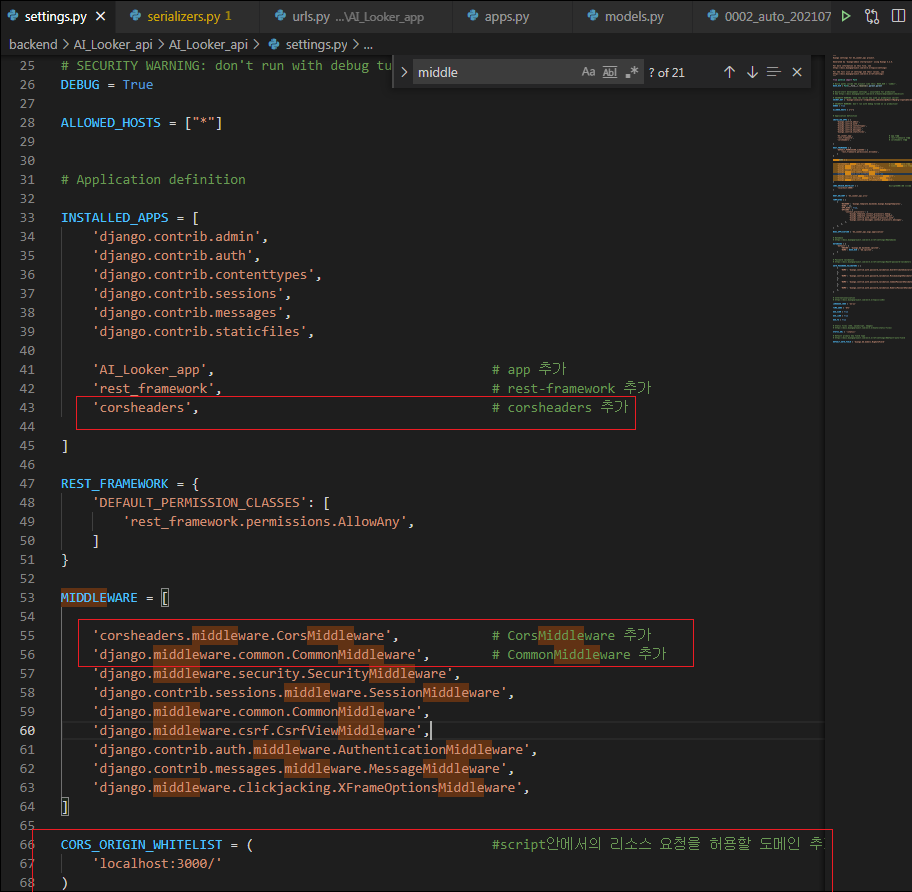 settings.py
serializers.py 1
urls.py ...\AI_Looker_app
apps.py
models.py
0002_auto_202107
backend > AI_Looker_api > AI_Looker_api > settings.py > ...
middle
Aa Abl .* ? of 21
25 # SECURITY WARNING: don't run with debug tu
26 DEBUG = True
27
28 ALLOWED_HOSTS = ["*"]
29
30
31 # Application definition
32
33 INSTALLED_APPS = [
34 'django.contrib.admin',
35 'django.contrib.auth',
36 'django.contrib.contenttypes',
37 'django.contrib.sessions',
38 'django.contrib.messages',
39 'django.contrib.staticfiles',
40
41 'AI_Looker_app', # app 추가
42 'rest_framework', # rest-framework 추가
43 'corsheaders', # corsheaders 추가
44
45 ]
46
47 REST_FRAMEWORK = {
48 'DEFAULT_PERMISSION_CLASSES': [
49 'rest_framework.permissions.AllowAny',
50 ]
51 }
52
53 MIDDLEWARE = [
54
55 'corsheaders.middleware.CorsMiddleware', # CorsMiddleware 추가
56 'django.middleware.common.CommonMiddleware', # CommonMiddleware 추가
57 'django.middleware.security.SecurityMiddleware',
58 'django.contrib.sessions.middleware.SessionMiddleware',
59 'django.middleware.common.CommonMiddleware',
60 'django.middleware.csrf.CsrfViewMiddleware',
61 'django.contrib.auth.middleware.AuthenticationMiddleware',
62 'django.contrib.messages.middleware.MessageMiddleware',
63 'django.middleware.clickjacking.XFrameOptionsMiddleware',
64 ]
65
66 CORS_ORIGIN_WHITELIST = ( #script안에서의 리소스 요청을 허용할 도메인 추
67 'localhost:3000/'
68 )